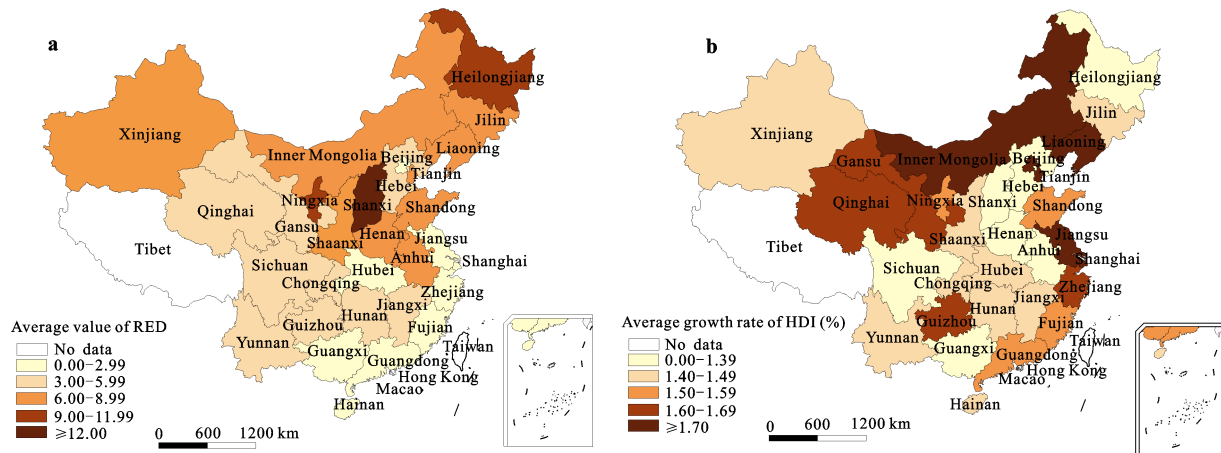 a
Heilongjiang
Jilin
Xinjiang
Liaoning
Inner Mongolia
Beijing
Tianjin
Hebei
Ningxia
Shanxi
Qinghai
Shandong
Gansu
Shaanxi
Henan
Jiangsu
Tibet
Anhui
Shanghai
Sichuan
Hubei
Chongqing
Zhejiang
Jiangxi
Hunan
Guizhou
Fujian
Yunnan
Taiwan
Guangxi
Guangdong
Hong Kong
Macao
Hainan
Average value of RED
No data
0.00−2.99
3.00−5.99
6.00−8.99
9.00−11.99
⩾12.00
0 600 1200 km
b
Heilongjiang
Jilin
Xinjiang
Liaoning
Gansu
Inner Mongolia
Beijing
Tianjin
Hebei
Qinghai
Ningxia
Shanxi
Shandong
Shaanxi
Henan
Jiangsu
Tibet
Anhui
Shanghai
Sichuan
Hubei
Chongqing
Zhejiang
Jiangxi
Hunan
Guizhou
Fujian
Yunnan
Taiwan
Guangxi
Guangdong
Hong Kong
Macao
Hainan
Average growth rate of HDI (%)
No data
0.00−1.39
1.40−1.49
1.50−1.59
1.60−1.69
⩾1.70
0 600 1200 km